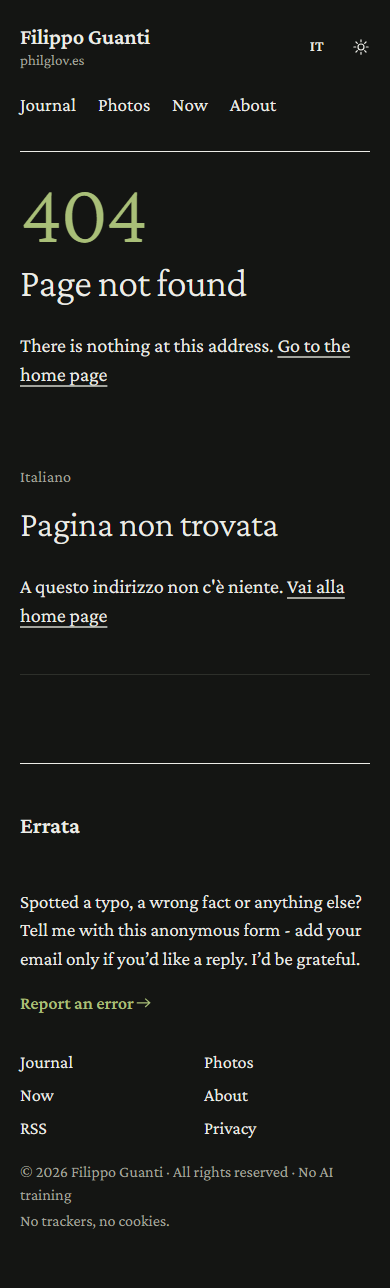 Filippo Guanti
philglov.es
IT
Journal Photos Now About
404
Page not found
There is nothing at this address. Go to the
home page
Italiano
Pagina non trovata
A questo indirizzo non c'è niente. Vai alla
home page
Errata
Spotted a typo, a wrong fact or anything else?
Tell me with this anonymous form - add your
email only if you’d like a reply. I’d be grateful.
Report an error→
Journal Photos
Now About
RSS Privacy
© 2026 Filippo Guanti · All rights reserved · No AI
training
No trackers, no cookies.